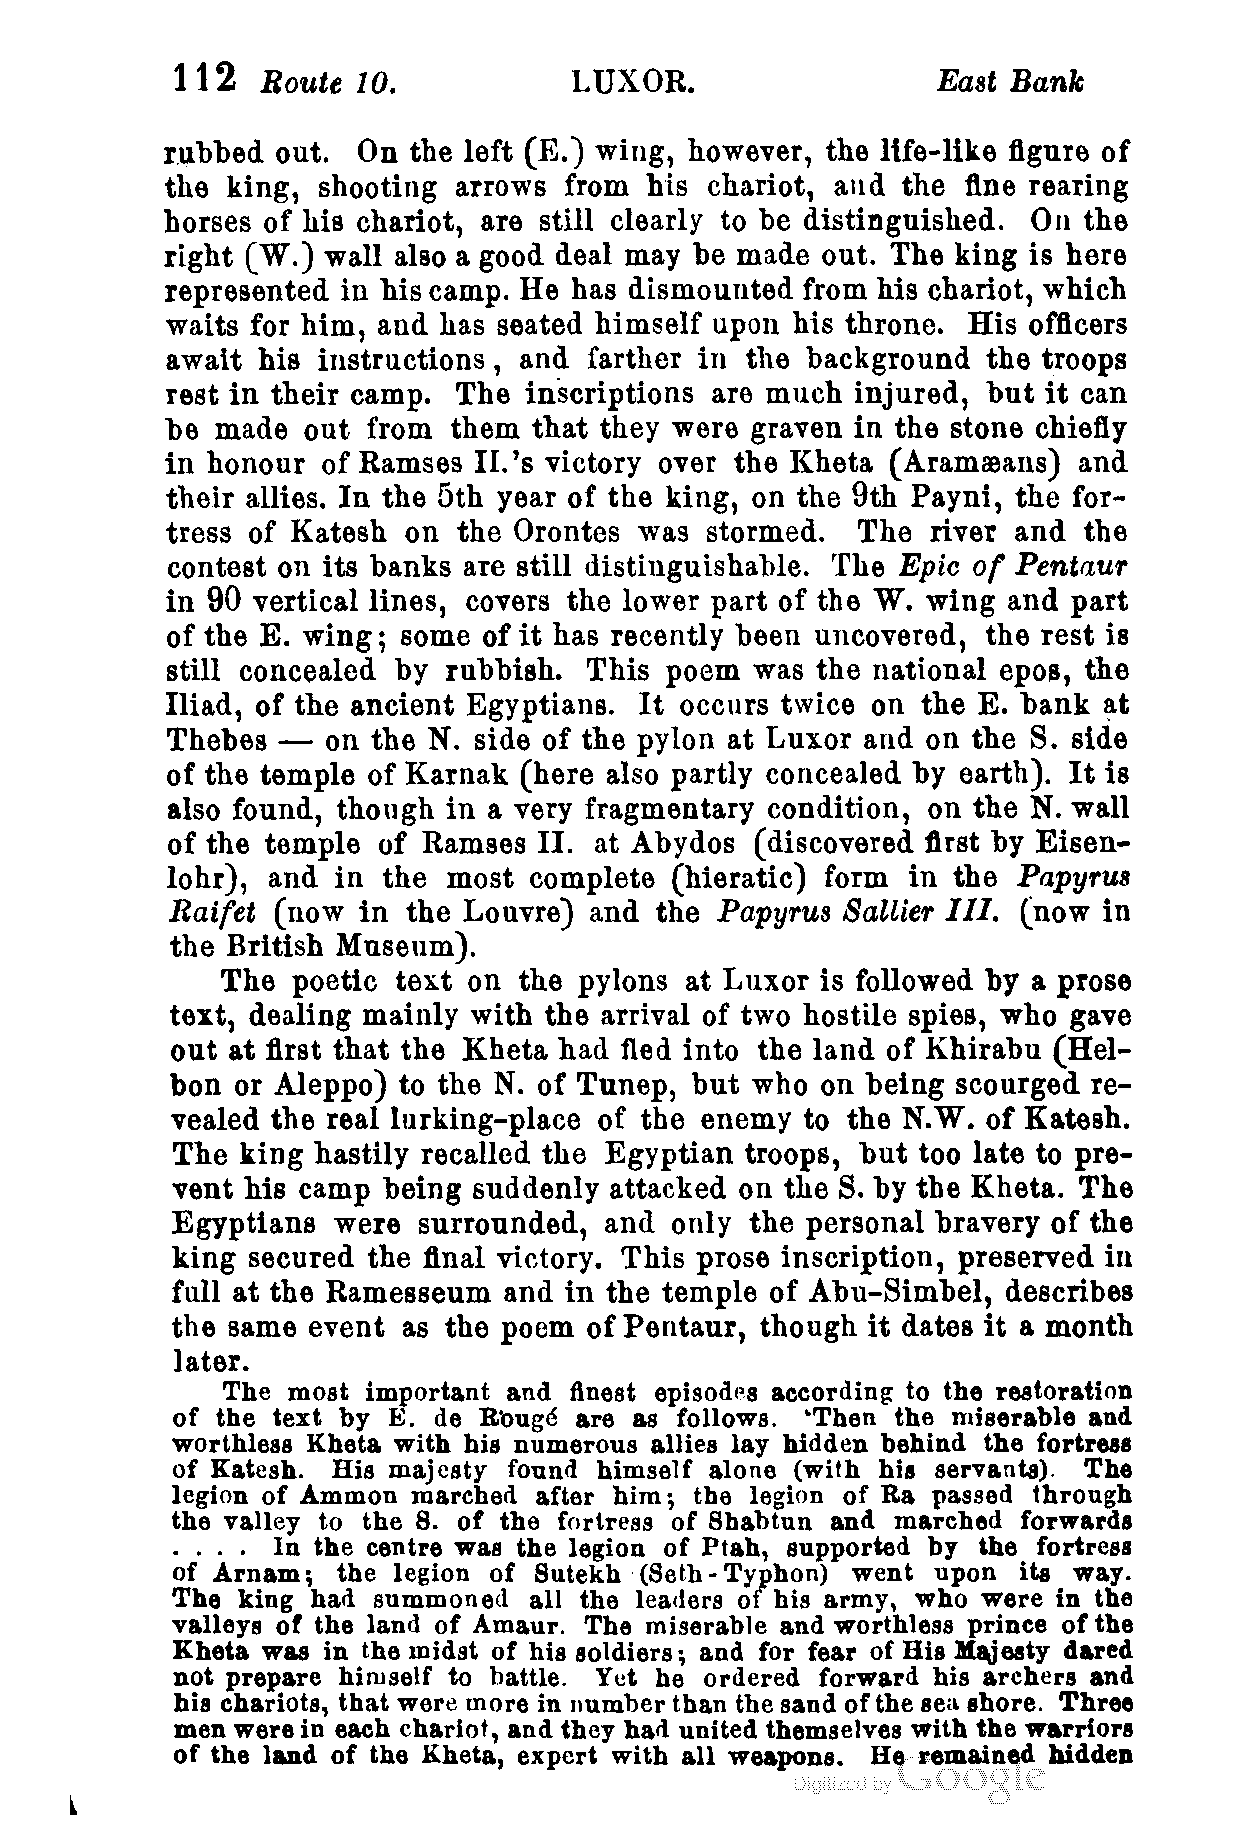 112 Route 10. LUXOR. East Bank
rubbed out. On the left (E.) wing, however, the life-like figure of
the king, shooting arrows from his chariot, and the fine rearing
horses of his chariot, are still clearly to be distinguished. On the
right (W.) wall also a good deal may be made out. The king is here
represented in his camp. He has dismounted from his chariot, which
waits for him, and has seated himself upon his throne. His officers
await his instructions, and farther in the background the troops
rest in their camp. The inscriptions are much injured, but it can
be made out from them that they were graven in the stone chiefly
in honour of Ramses II.'s victory over the Kheta (Aramæans) and
their allies. In the 5th year of the king, on the 9th Payni, the for-
tress of Katesh on the Orontes was stormed. The river and the
contest on its banks are still distinguishable. The Epic of Pentaur
in 90 vertical lines, covers the lower part of the W. wing and part
of the E. wing; some of it has recently been uncovered, the rest is
still concealed by rubbish. This poem was the national epos, the
Iliad, of the ancient Egyptians. It occurs twice on the E. bank at
Thebes — on the N. side of the pylon at Luxor and on the S. side
of the temple of Karnak (here also partly concealed by earth). It is
also found, though in a very fragmentary condition, on the N. wall
of the temple of Ramses II. at Abydos (discovered first by Eisen-
lohr), and in the most complete (hieratic) form in the Papyrus
Raifet (now in the Louvre) and the Papyrus Sallier III. (now in
the British Museum).
The poetic text on the pylons at Luxor is followed by a prose
text, dealing mainly with the arrival of two hostile spies, who gave
out at first that the Kheta had fled into the land of Khirabu (Hel-
bon or Aleppo) to the N. of Tunep, but who on being scourged re-
vealed the real lurking-place of the enemy to the N.W. of Katesh.
The king hastily recalled the Egyptian troops, but too late to pre-
vent his camp being suddenly attacked on the S. by the Kheta. The
Egyptians were surrounded, and only the personal bravery of the
king secured the final victory. This prose inscription, preserved in
full at the Ramesseum and in the temple of Abu-Simbel, describes
the same event as the poem of Pentaur, though it dates it a month
later.
The most important and finest episodes according to the restoration
of the text by E. de Rougé are as follows. 'Then the miserable and
worthless Kheta with his numerous allies lay hidden behind the fortress
of Katesh. His majesty found himself alone (with his servants). The
legion of Ammon marched after him; the legion of Ra passed through
the valley to the S. of the fortress of Shabtun and marched forwards
. . . . In the centre was the legion of Ptah, supported by the fortress
of Arnam; the legion of Sutekh (Seth-Typhon) went upon its way.
The king had summoned all the leaders of his army, who were in the
valleys of the land of Amaur. The miserable and worthless prince of the
Kheta was in the midst of his soldiers; and for fear of His Majesty dared
not prepare himself to battle. Yet he ordered forward his archers and
his chariots, that were more in number than the sand of the sea shore. Three
men were in each chariot, and they had united themselves with the warriors
of the land of the Kheta, expert with all weapons. He remained hidden
Digitized by Google